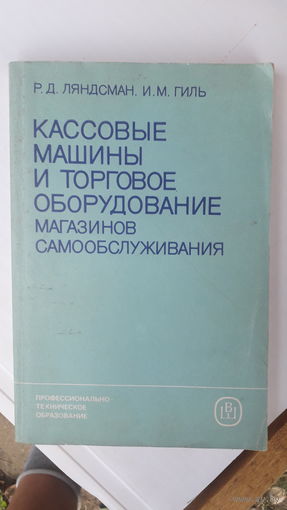 Р. Д. ЛЯНДСМАН, И. М. ГИЛЬ
КАССОВЫЕ
МАШИНЫ
И ТОРГОВОЕ
ОБОРУДОВАНИЕ
МАГАЗИНОВ
САМООБСЛУЖИВАНИЯ
ПРОФЕССИОНАЛЬНО-
ТЕХНИЧЕСКОЕ
ОБРАЗОВАНИЕ